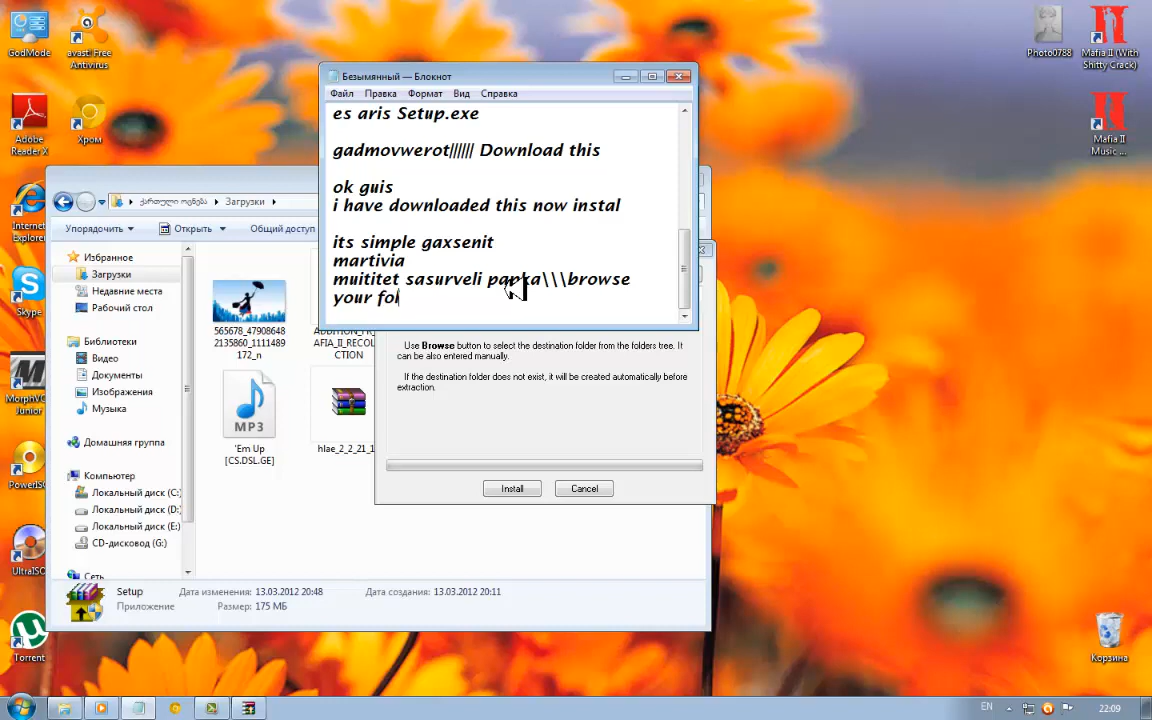 GodMode
avast! Free
Antivirus
Adobe
Reader X
Хром
Internet
Explorer
Skype
MorphVOX
Junior
PowerISO
UltraISO
Torrent
Photo0788
Mafia II (With
Shitty Crack)
Mafia II
Music ...
Корзина
Безымянный — Блокнот
Файл Правка Формат Вид Справка
es aris Setup.exe
gadmovwerot|||||| Download this
ok guis
i have downloaded this now instal
its simple gaxsenit
martivia
muititet sasurveli papka\\\browse
your fol
ქართული ოცნება Загрузки
Упорядочить Открыть Общий доступ
Избранное
Загрузки
Недавние места
Рабочий стол
Библиотеки
Видео
Документы
Изображения
Музыка
Домашняя группа
Компьютер
Локальный диск (C:
Локальный диск (D:
Локальный диск (E:
CD-дисковод (G:)
Сеть
565678_47908648
2135860_1111489
172_n
AFIA_II_RECOL
CTION
MP3
'Em Up
[CS.DSL.GE]
hlae_2_2_21_1
Use Browse button to select the destination folder from the folders tree. It
can be also entered manually.
If the destination folder does not exist, it will be created automatically before
extraction.
Install Cancel
Setup Дата изменения: 13.03.2012 20:48 Дата создания: 13.03.2012 20:11
Приложение Размер: 175 МБ
EN 22:09